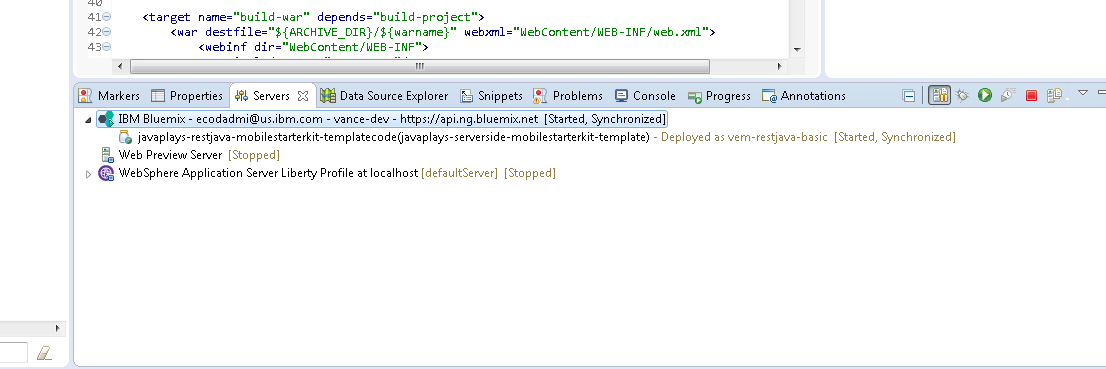 40
41 <target name="build-war" depends="build-project">
42 <war destfile="${ARCHIVE_DIR}/${warname}" webxml="WebContent/WEB-INF/web.xml">
43 <webinf dir="WebContent/WEB-INF">
Markers Properties Servers Data Source Explorer Snippets Problems Console Progress Annotations
IBM Bluemix - ecodadmi@us.ibm.com - vance-dev - https://api.ng.bluemix.net [Started, Synchronized]
javaplays-restjava-mobilestarterkit-templatecode(javaplays-serverside-mobilestarterkit-template) - Deployed as vem-restjava-basic [Started, Synchronized]
Web Preview Server [Stopped]
WebSphere Application Server Liberty Profile at localhost [defaultServer] [Stopped]